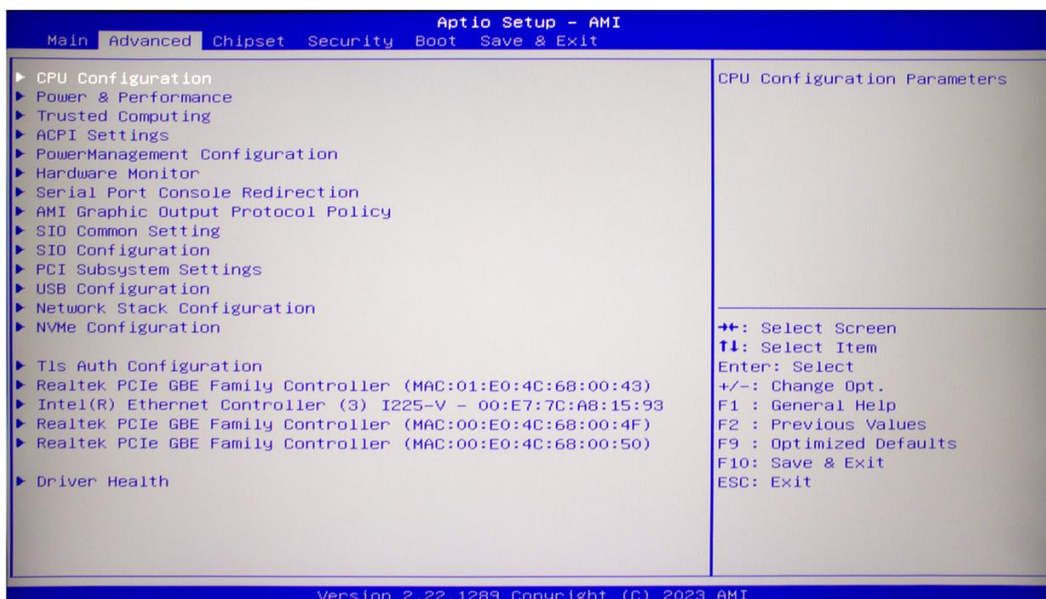 Aptio Setup – AMI
Main Advanced Chipset Security Boot Save & Exit
▶ CPU Configuration
▶ Power & Performance
▶ Trusted Computing
▶ ACPI Settings
▶ PowerManagement Configuration
▶ Hardware Monitor
▶ Serial Port Console Redirection
▶ AMI Graphic Output Protocol Policy
▶ SIO Common Setting
▶ SIO Configuration
▶ PCI Subsystem Settings
▶ USB Configuration
▶ Network Stack Configuration
▶ NVMe Configuration
▶ Tls Auth Configuration
▶ Realtek PCIe GBE Family Controller (MAC:01:E0:4C:68:00:43)
▶ Intel(R) Ethernet Controller (3) I225-V – 00:E7:7C:A8:15:93
▶ Realtek PCIe GBE Family Controller (MAC:00:E0:4C:68:00:4F)
▶ Realtek PCIe GBE Family Controller (MAC:00:E0:4C:68:00:50)
▶ Driver Health
CPU Configuration Parameters
→←: Select Screen
↑↓: Select Item
Enter: Select
+/-: Change Opt.
F1 : General Help
F2 : Previous Values
F9 : Optimized Defaults
F10: Save & Exit
ESC: Exit
Version 2.22.1289 Copyright (C) 2023 AMI